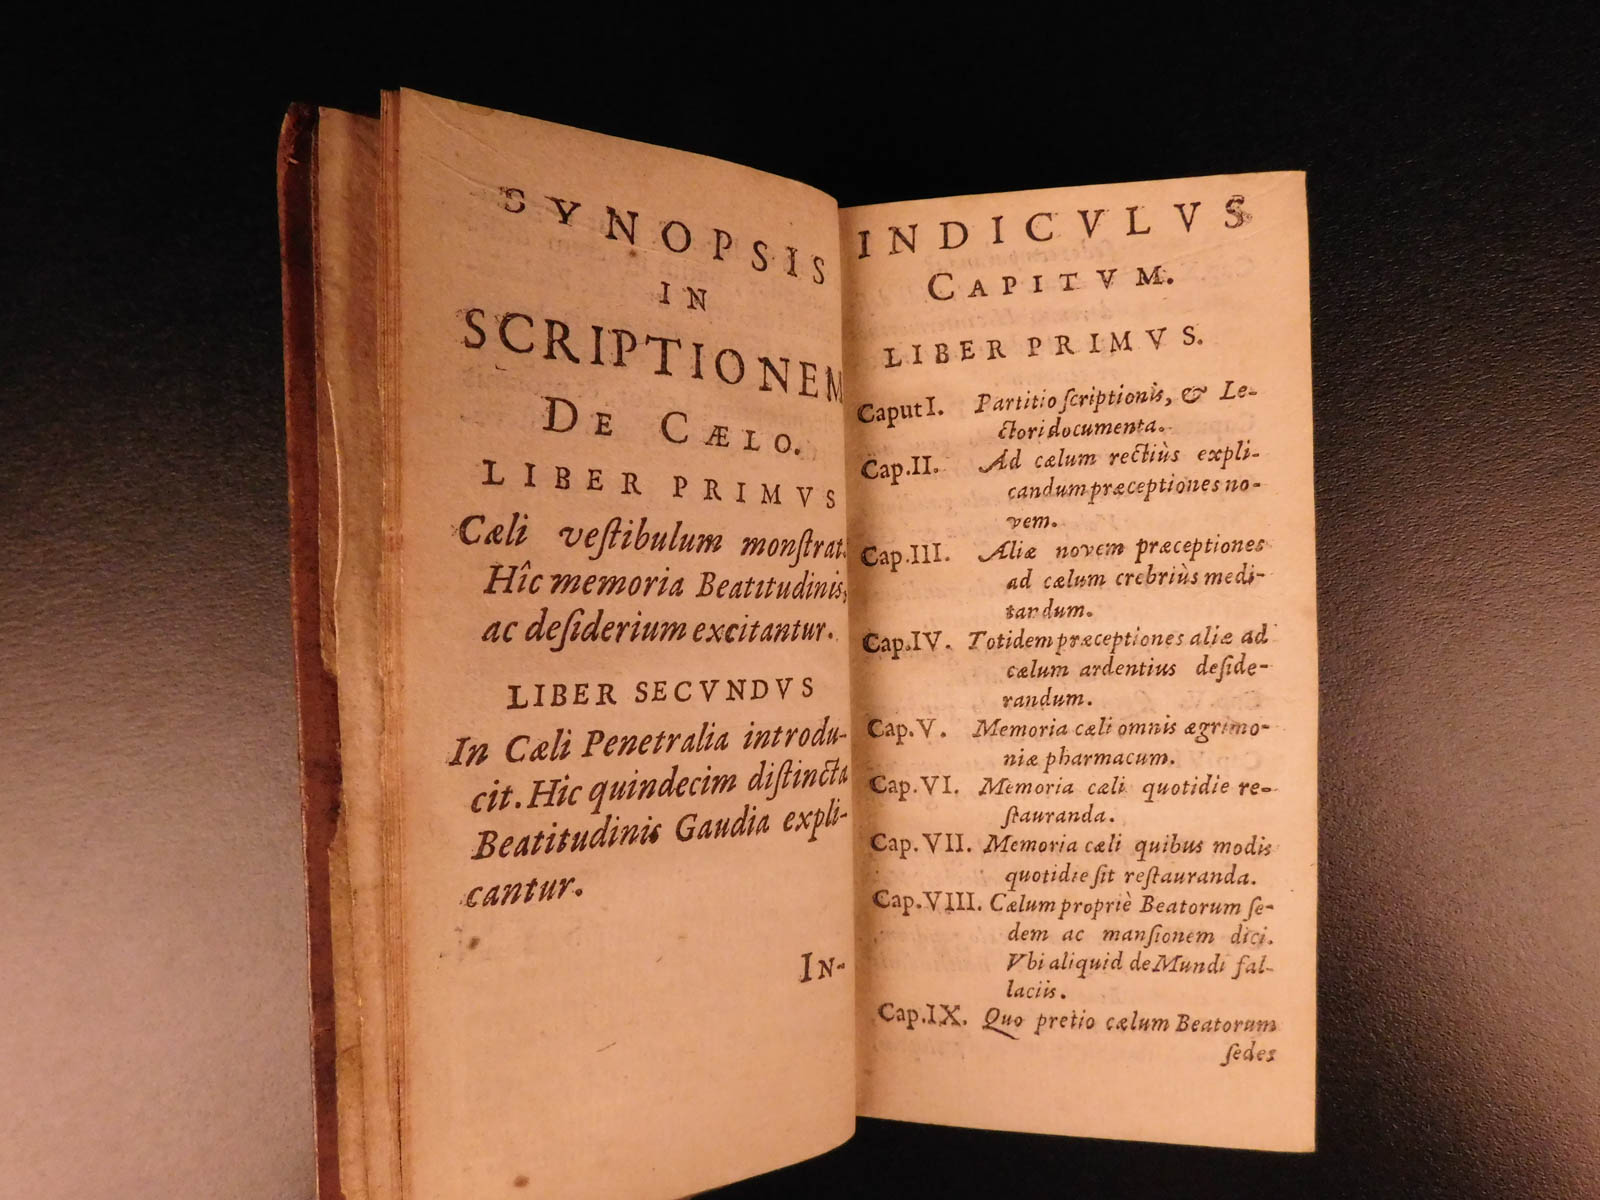 SYNOPSIS
IN
SCRIPTIONEM
DE CÆLO.
LIBER PRIMVS
Cæli veſtibulum monſtrat.
Hîc memoria Beatitudinis,
ac deſiderium excitantur.
LIBER SECVNDVS
In Cæli Penetralia introdu-
cit. Hic quindecim diſtincta
Beatitudinis Gaudia expli-
cantur.
IN-
INDICVLVS
CAPITVM.
LIBER PRIMVS.
Caput I. Partitio ſcriptionis, & Le-
ctori documenta.
Cap. II. Ad cælum rectiùs expli-
candum præceptiones no-
vem.
Cap. III. Aliæ novem præceptiones
ad cælum crebriùs medi-
tandum.
Cap. IV. Totidem præceptiones aliæ ad
cælum ardentius deſide-
randum.
Cap. V. Memoria cæli omnis ægrimo-
niæ pharmacum.
Cap. VI. Memoria cæli quotidie re-
ſtauranda.
Cap. VII. Memoria cæli quibus modis
quotidie ſit reſtauranda.
Cap. VIII. Cælum propriè Beatorum ſe-
dem ac manſionem dici.
Vbi aliquid de Mundi fal-
laciis.
Cap. IX. Quo pretio cælum Beatorum
ſedes